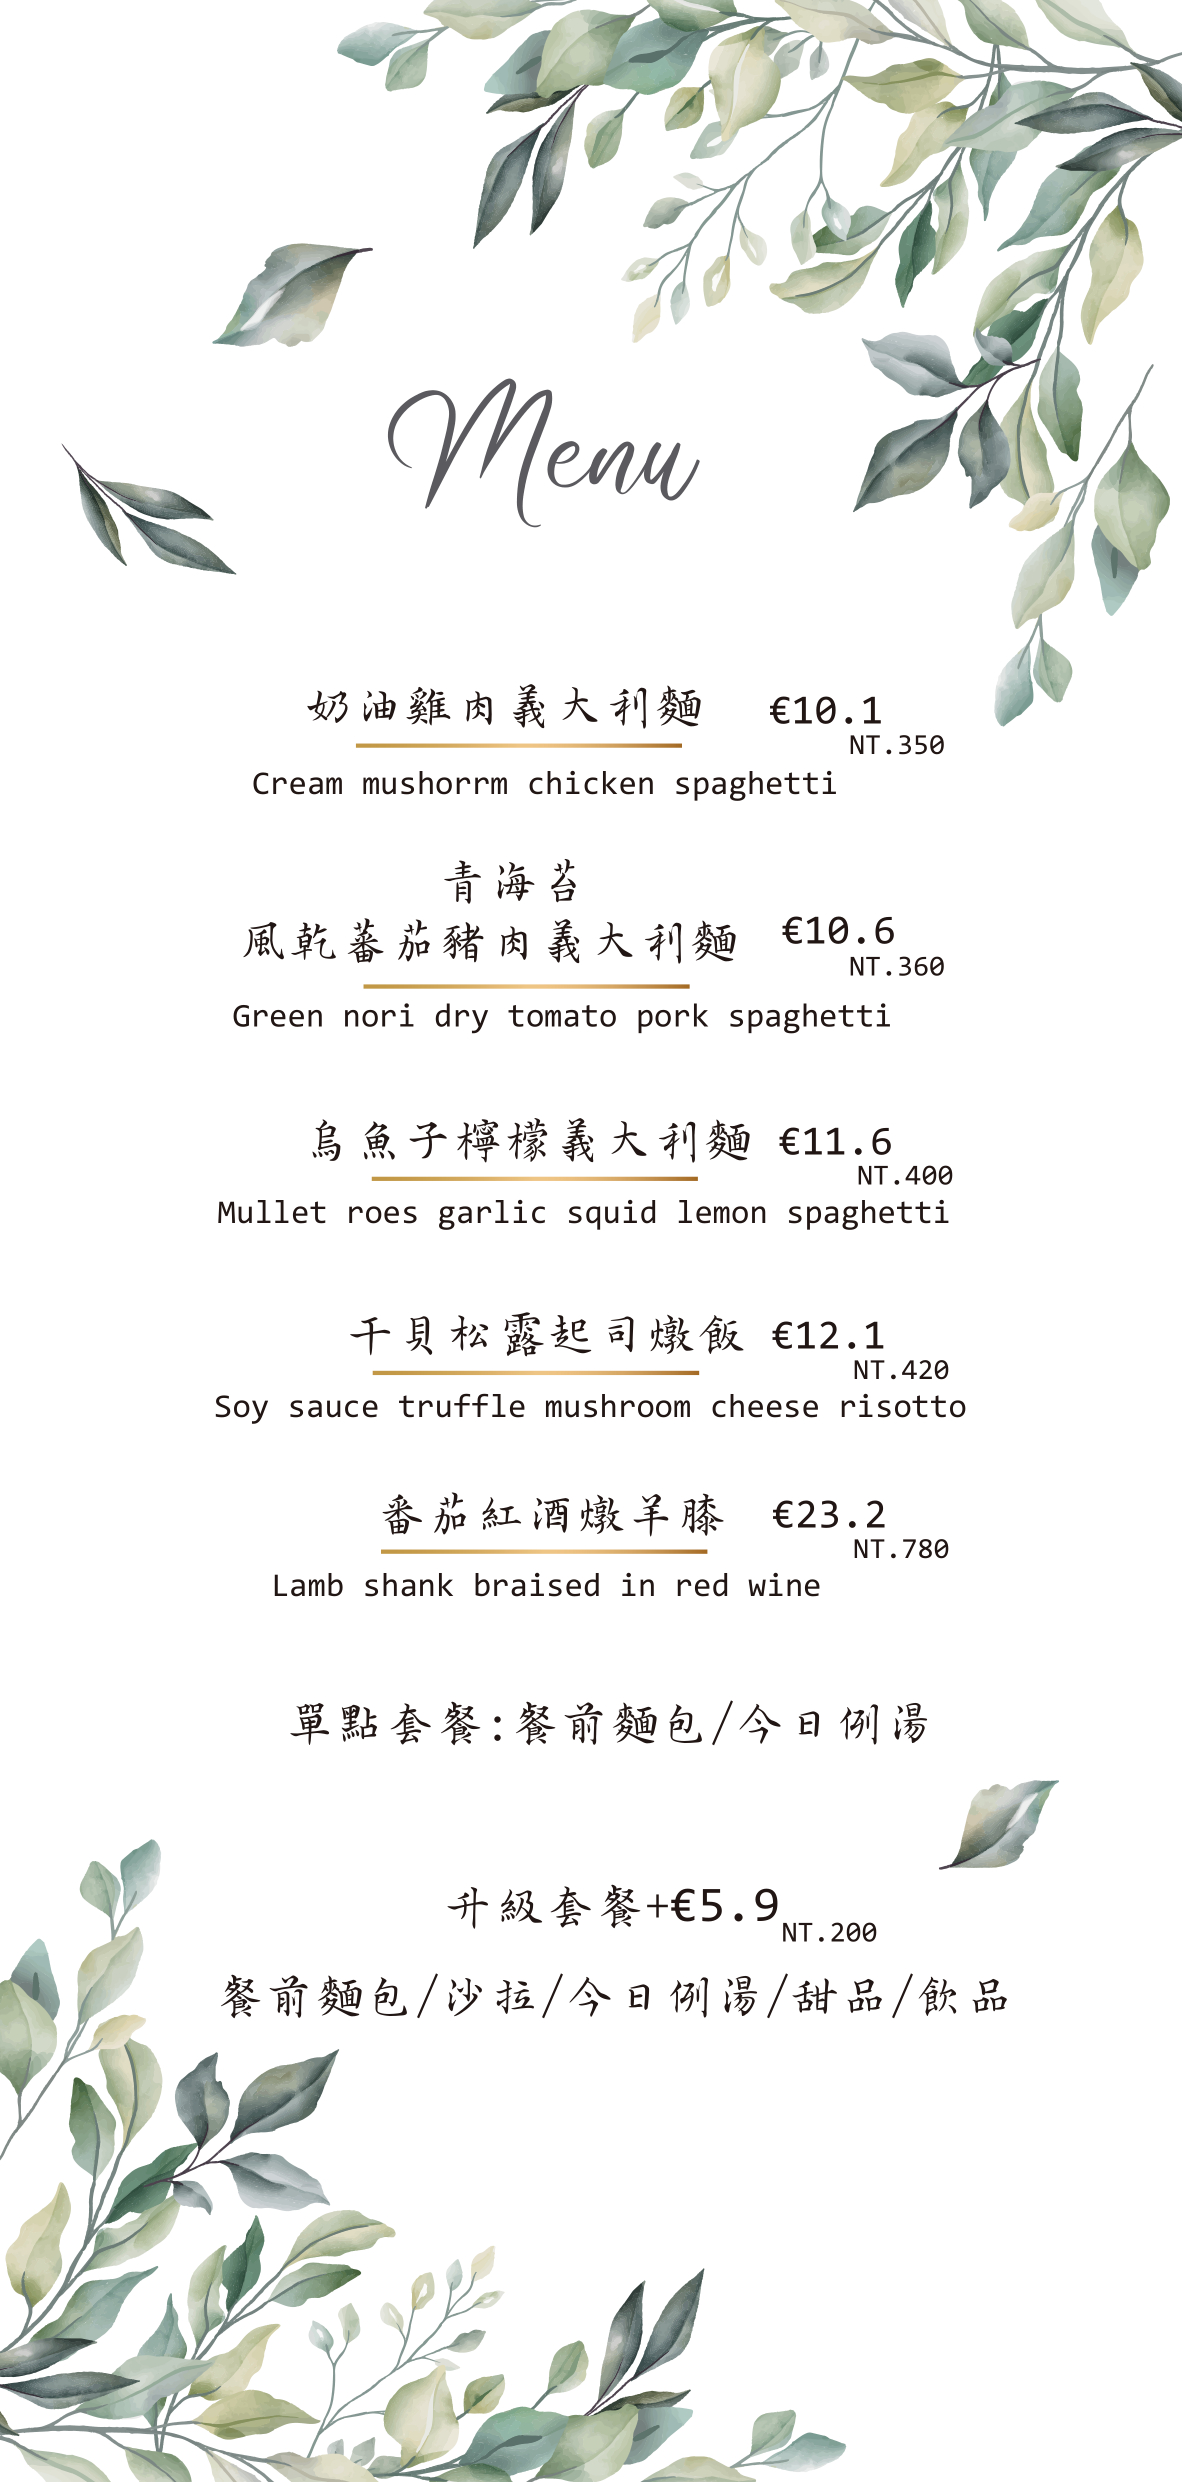 Menu
奶油雞肉義大利麵 €10.1
NT.350
Cream mushorrm chicken spaghetti
青海苔
風乾蕃茄豬肉義大利麵 €10.6
NT.360
Green nori dry tomato pork spaghetti
烏魚子檸檬義大利麵 €11.6
NT.400
Mullet roes garlic squid lemon spaghetti
干貝松露起司燉飯 €12.1
NT.420
Soy sauce truffle mushroom cheese risotto
番茄紅酒燉羊膝 €23.2
NT.780
Lamb shank braised in red wine
單點套餐:餐前麵包/今日例湯
升級套餐+€5.9
NT.200
餐前麵包/沙拉/今日例湯/甜品/飲品